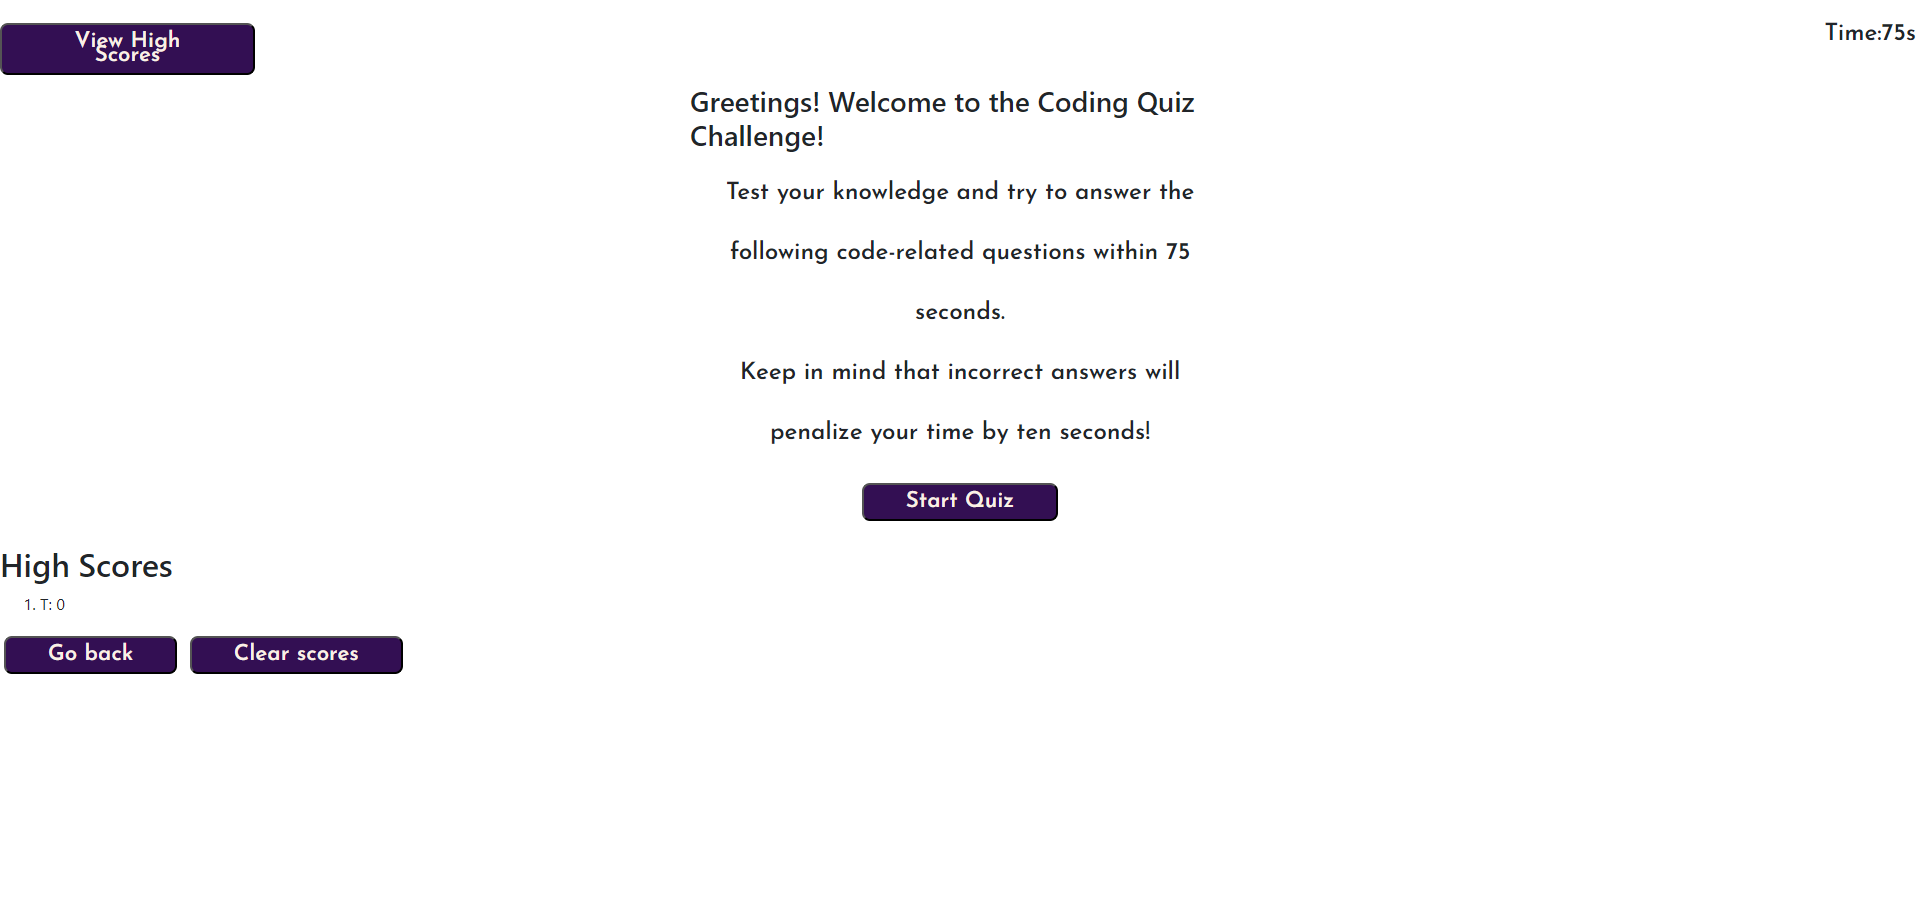 View High
Scores
Time:75s
Greetings! Welcome to the Coding Quiz
Challenge!
Test your knowledge and try to answer the
following code-related questions within 75
seconds.
Keep in mind that incorrect answers will
penalize your time by ten seconds!
Start Quiz
High Scores
1. T: 0
Go back
Clear scores